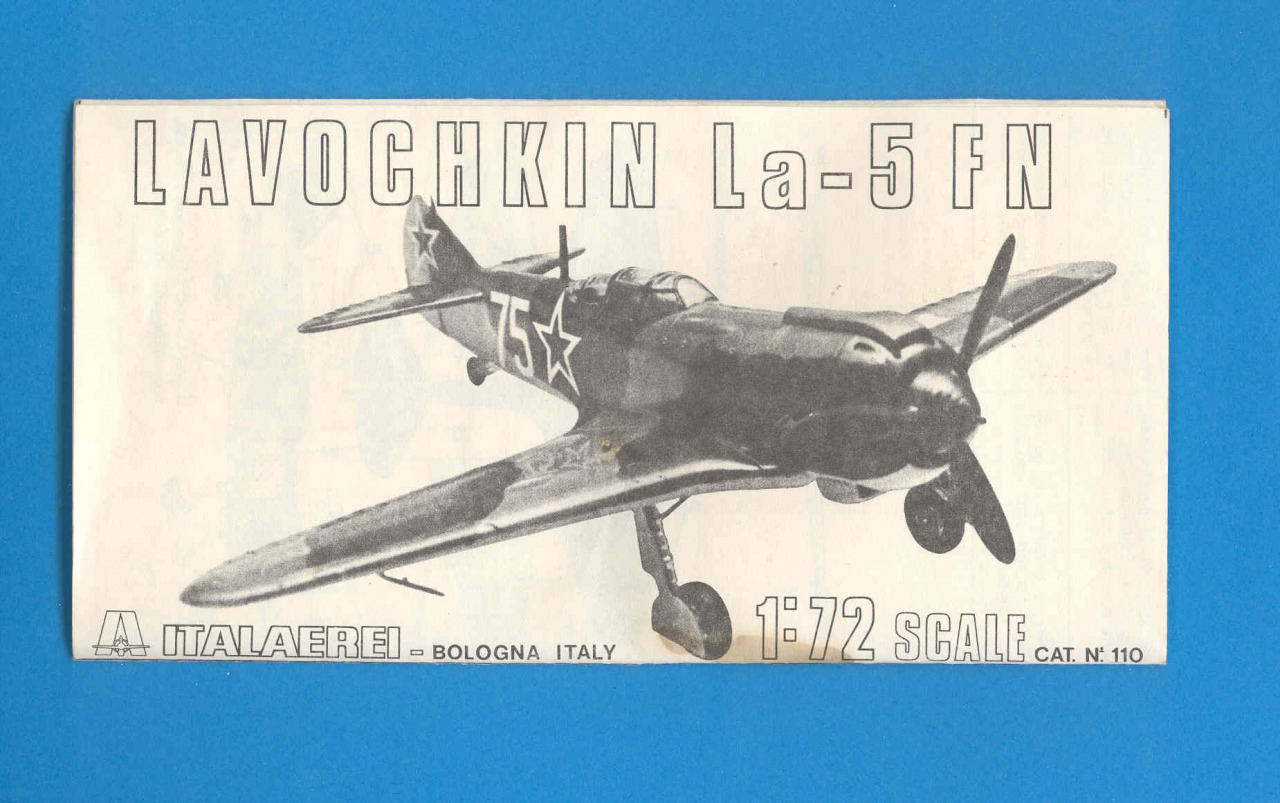 LAVOCHKIN La-5FN
75
ITALAEREI - BOLOGNA ITALY
1:72 SCALE CAT. Nº. 110